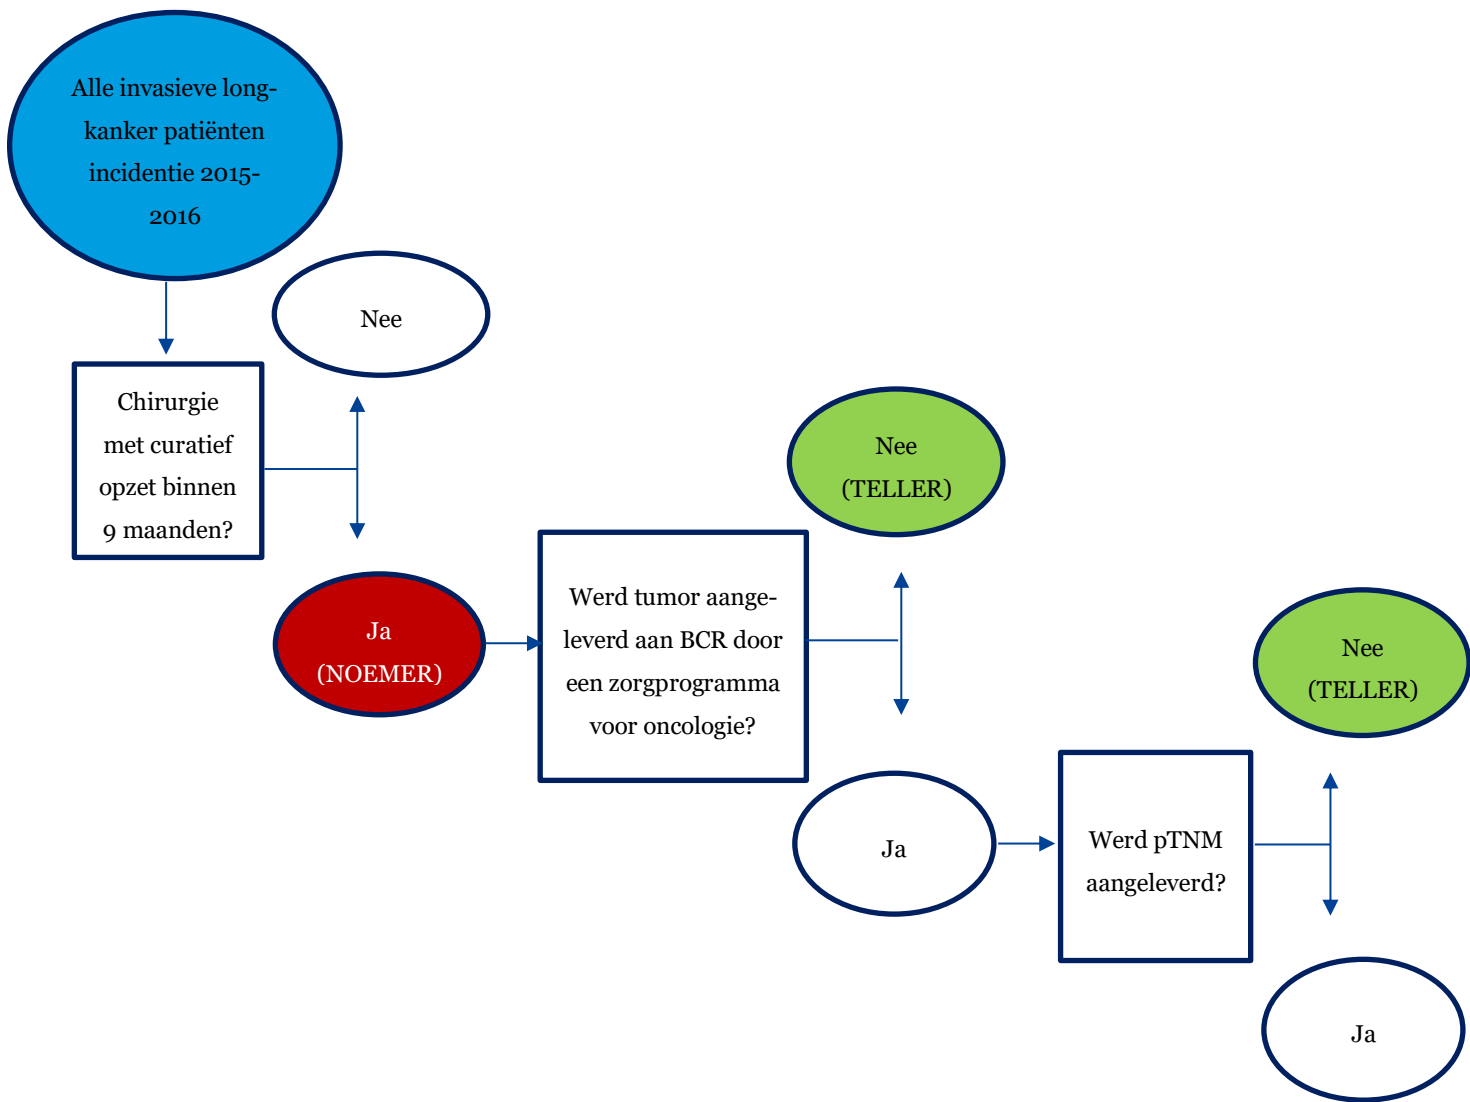 Alle invasieve long-
kanker patiënten
incidentie 2015-
2016
Nee
Chirurgie
met curatief
opzet binnen
9 maanden?
Ja
(NOEMER)
Werd tumor aange-
leverd aan BCR door
een zorgprogramma
voor oncologie?
Nee
(TELLER)
Ja
Werd pTNM
aangeleverd?
Nee
(TELLER)
Ja